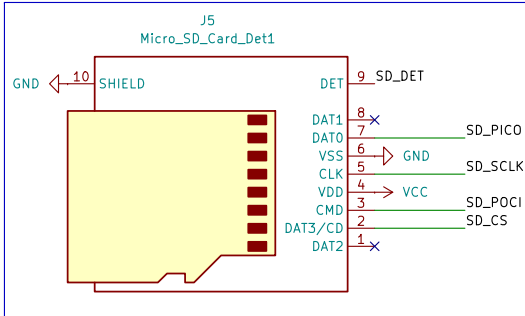 J5
Micro_SD_Card_Det1
GND 10 SHIELD
DET 9 SD_DET
DAT1 8
DAT0 7 SD_PICO
VSS 6 GND
CLK 5 SD_SCLK
VDD 4 VCC
CMD 3 SD_POCI
DAT3/CD 2 SD_CS
DAT2 1